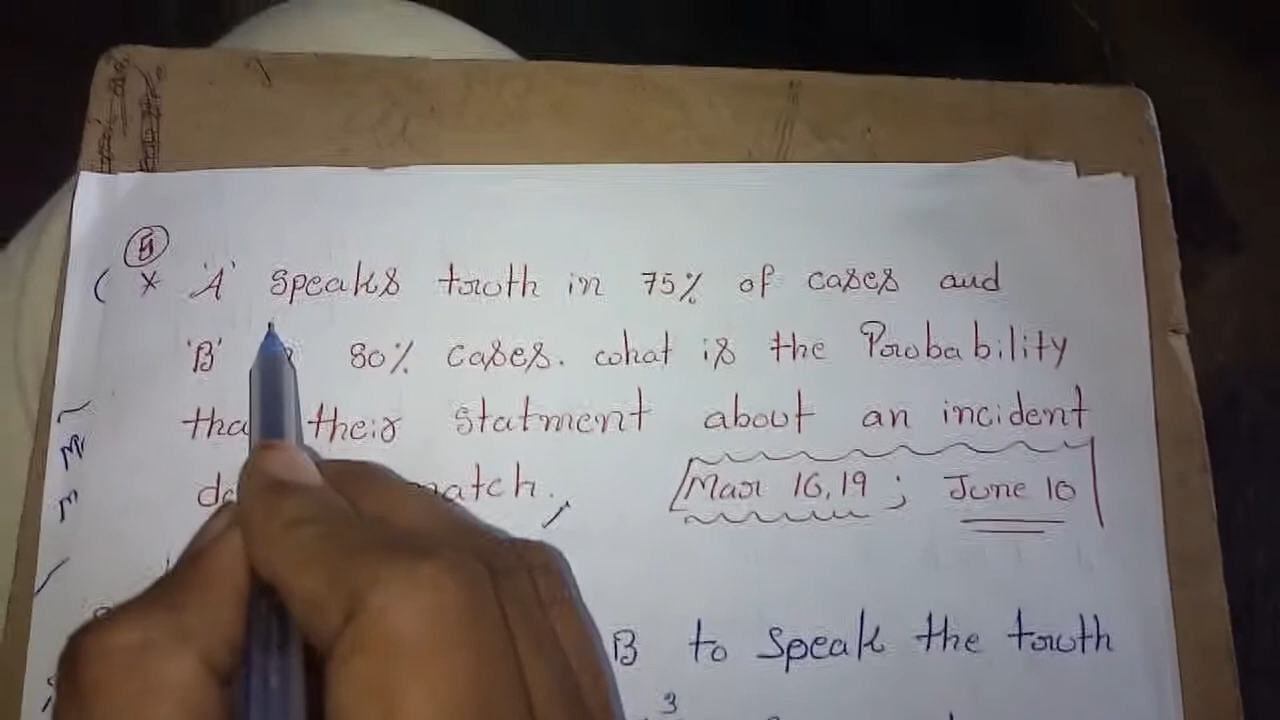 5
( * 'A' speaks truth in 75% of cases and
'B' 80% cases. what is the Probability
their statment about an incident
match. Mar 16, 19 ; June 10
B to speak the truth
3